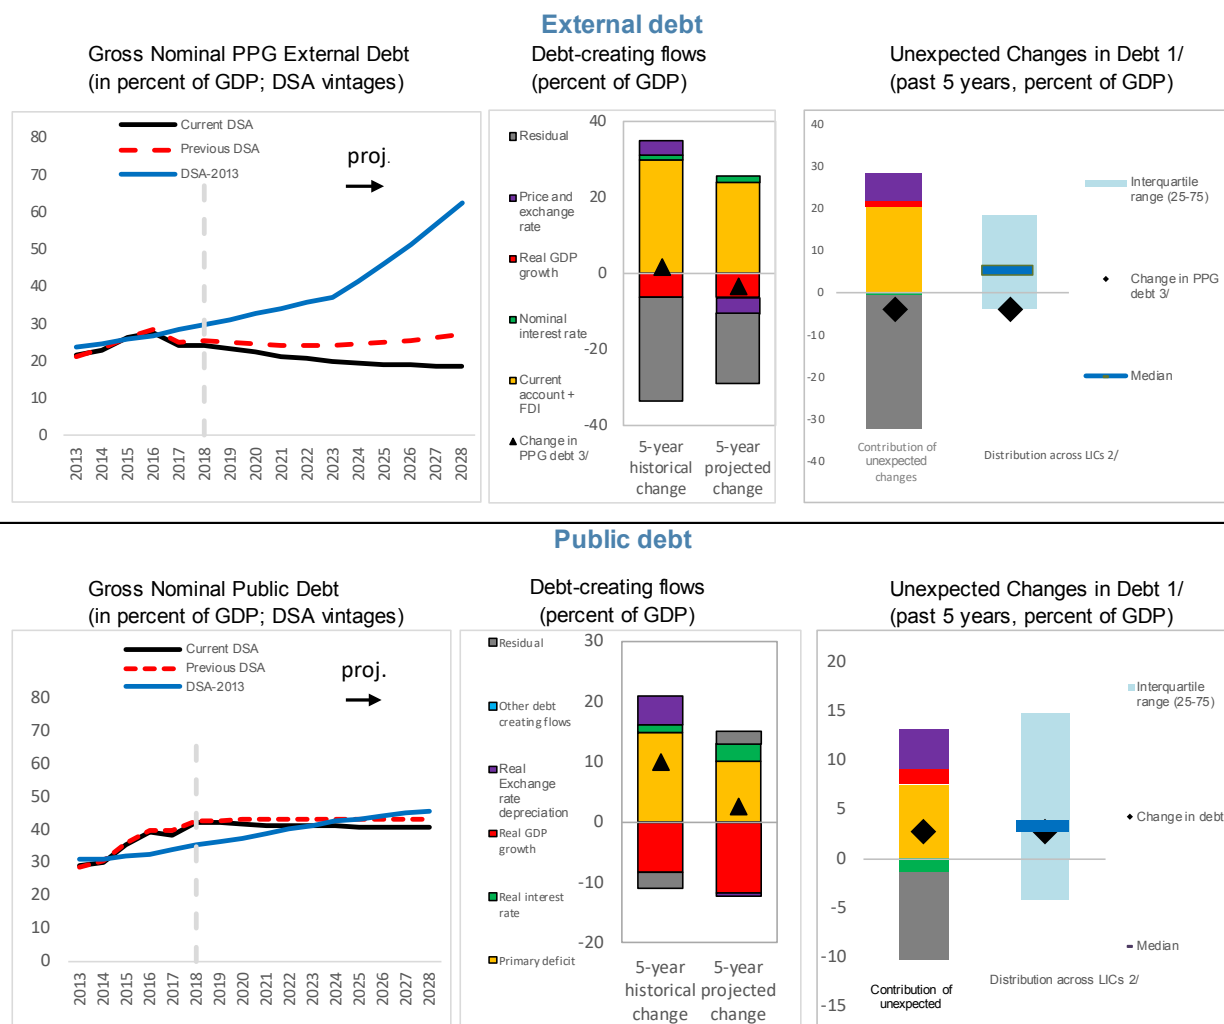 External debt
Gross Nominal PPG External Debt
(in percent of GDP; DSA vintages)
Current DSA
Previous DSA
DSA-2013
proj.
80
70
60
50
40
30
20
10
0
2013
2014
2015
2016
2017
2018
2019
2020
2021
2022
2023
2024
2025
2026
2027
2028
Debt-creating flows
(percent of GDP)
Residual
Price and
exchange
rate
Real GDP
growth
Nominal
interest rate
Current
account +
FDI
Change in
PPG debt 3/
40
20
0
-20
-40
5-year
historical
change
5-year
projected
change
Unexpected Changes in Debt 1/
(past 5 years, percent of GDP)
40
30
20
10
0
-10
-20
-30
-40
Contribution of
unexpected
changes
Distribution across LICs 2/
Interquartile
range (25-75)
Change in PPG
debt 3/
Median
Public debt
Gross Nominal Public Debt
(in percent of GDP; DSA vintages)
Current DSA
Previous DSA
DSA-2013
proj.
80
70
60
50
40
30
20
10
0
2013
2014
2015
2016
2017
2018
2019
2020
2021
2022
2023
2024
2025
2026
2027
2028
Debt-creating flows
(percent of GDP)
Residual
Other debt
creating flows
Real
Exchange
rate
depreciation
Real GDP
growth
Real interest
rate
Primary deficit
30
20
10
0
-10
-20
5-year
historical
change
5-year
projected
change
Unexpected Changes in Debt 1/
(past 5 years, percent of GDP)
20
15
10
5
0
-5
-10
-15
Contribution of
unexpected
Distribution across LICs 2/
Interquartile
range (25-75)
Change in debt
Median